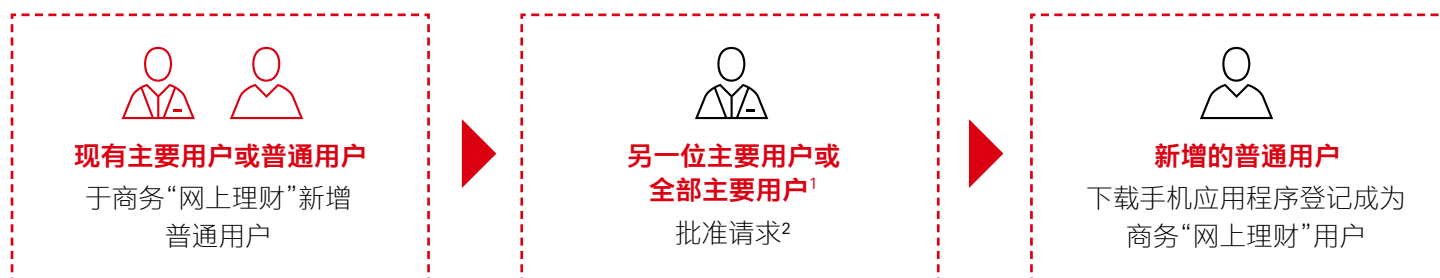 现有主要用户或普通用户
于商务“网上理财”新增
普通用户
另一位主要用户或
全部主要用户¹
批准请求²
新增的普通用户
下载手机应用程序登记成为
商务“网上理财”用户